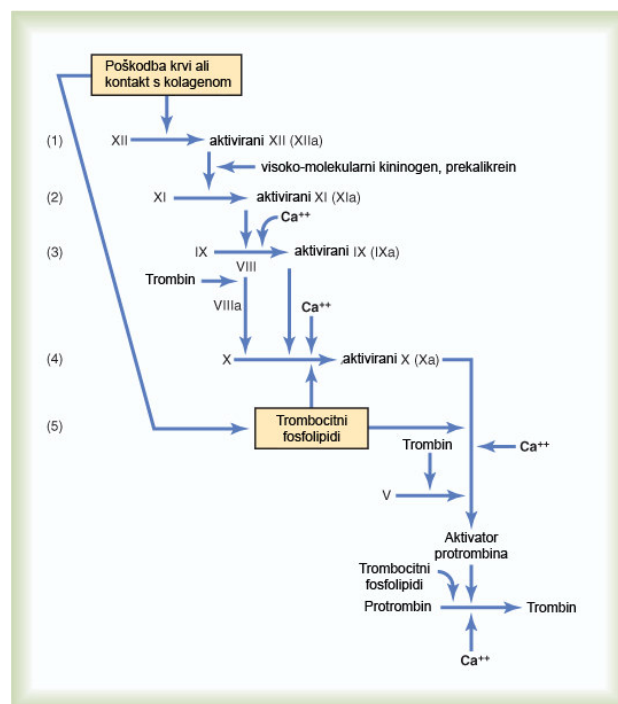 Poškodba krvi ali
kontakt s kolagenom
(1)
XII
aktivirani XII (XIIa)
visoko-molekularni kininogen, prekalikrein
(2)
XI
aktivirani XI (XIa)
Ca++
(3)
IX
aktivirani IX (IXa)
VIII
Trombin
VIIIa
Ca++
(4)
X
aktivirani X (Xa)
(5)
Trombocitni
fosfolipidi
Trombin
Ca++
V
Aktivator
protrombina
Trombocitni
fosfolipidi
Protrombin
Trombin
Ca++